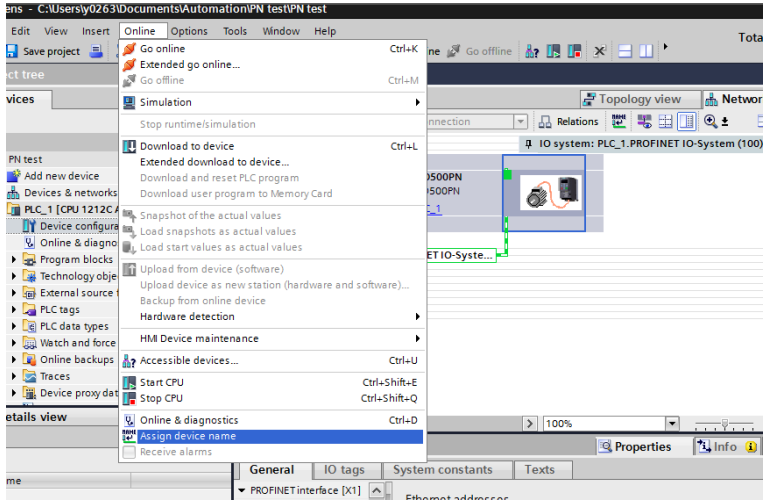 ens - C:\Users\y0263\Documents\Automation\PN test\PN test
Edit View Insert Online Options Tools Window Help
Tota
Save project
ne Go offline
ect tree
vices
PN test
Add new device
Devices & networks
PLC_1 [CPU 1212C A
Device configura
Online & diagno
Program blocks
Technology obje
External source f
PLC tags
PLC data types
Watch and force
Online backups
Traces
Device proxy dat
etails view
me
Go online Ctrl+K
Extended go online...
Go offline Ctrl+M
Simulation
Stop runtime/simulation
Download to device Ctrl+L
Extended download to device...
Download and reset PLC program
Download user program to Memory Card
Snapshot of the actual values
Load snapshots as actual values
Load start values as actual values
Upload from device (software)
Upload device as new station (hardware and software)...
Backup from online device
Hardware detection
HMI Device maintenance
Accessible devices... Ctrl+U
Start CPU Ctrl+Shift+E
Stop CPU Ctrl+Shift+Q
Online & diagnostics Ctrl+D
Assign device name
Receive alarms
Topology view Networ
nnection Relations
IO system: PLC_1.PROFINET IO-System (100)
0500PN
500PN
C_1
ET IO-Syste...
100%
Properties Info
General IO tags System constants Texts
PROFINET interface [X1]
Ethernet addresses